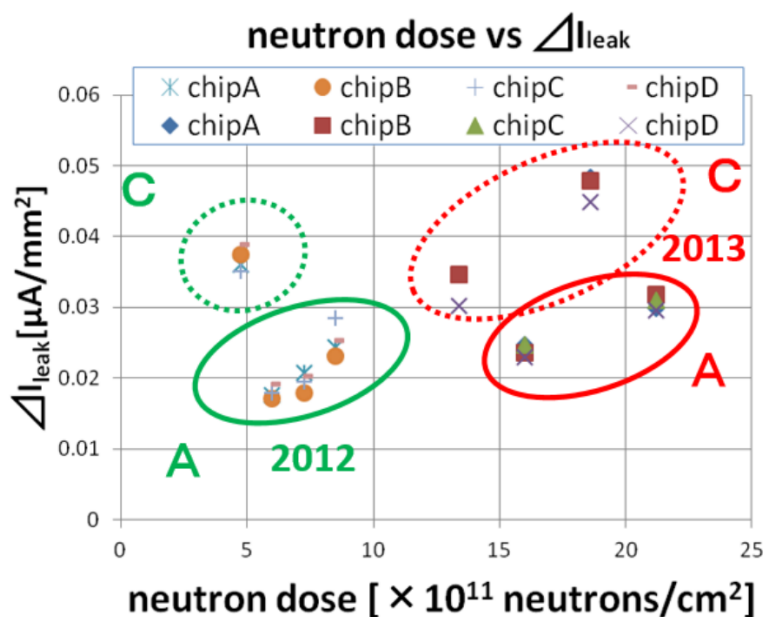 neutron dose vs ⊿Ileak
chipA chipB chipC chipD
chipA chipB chipC chipD
0.06
0.05
0.04
0.03
0.02
0.01
0
⊿Ileak[μA/mm²]
C
C
2013
A
A
2012
0 5 10 15 20 25
neutron dose [ ×10¹¹ neutrons/cm²]